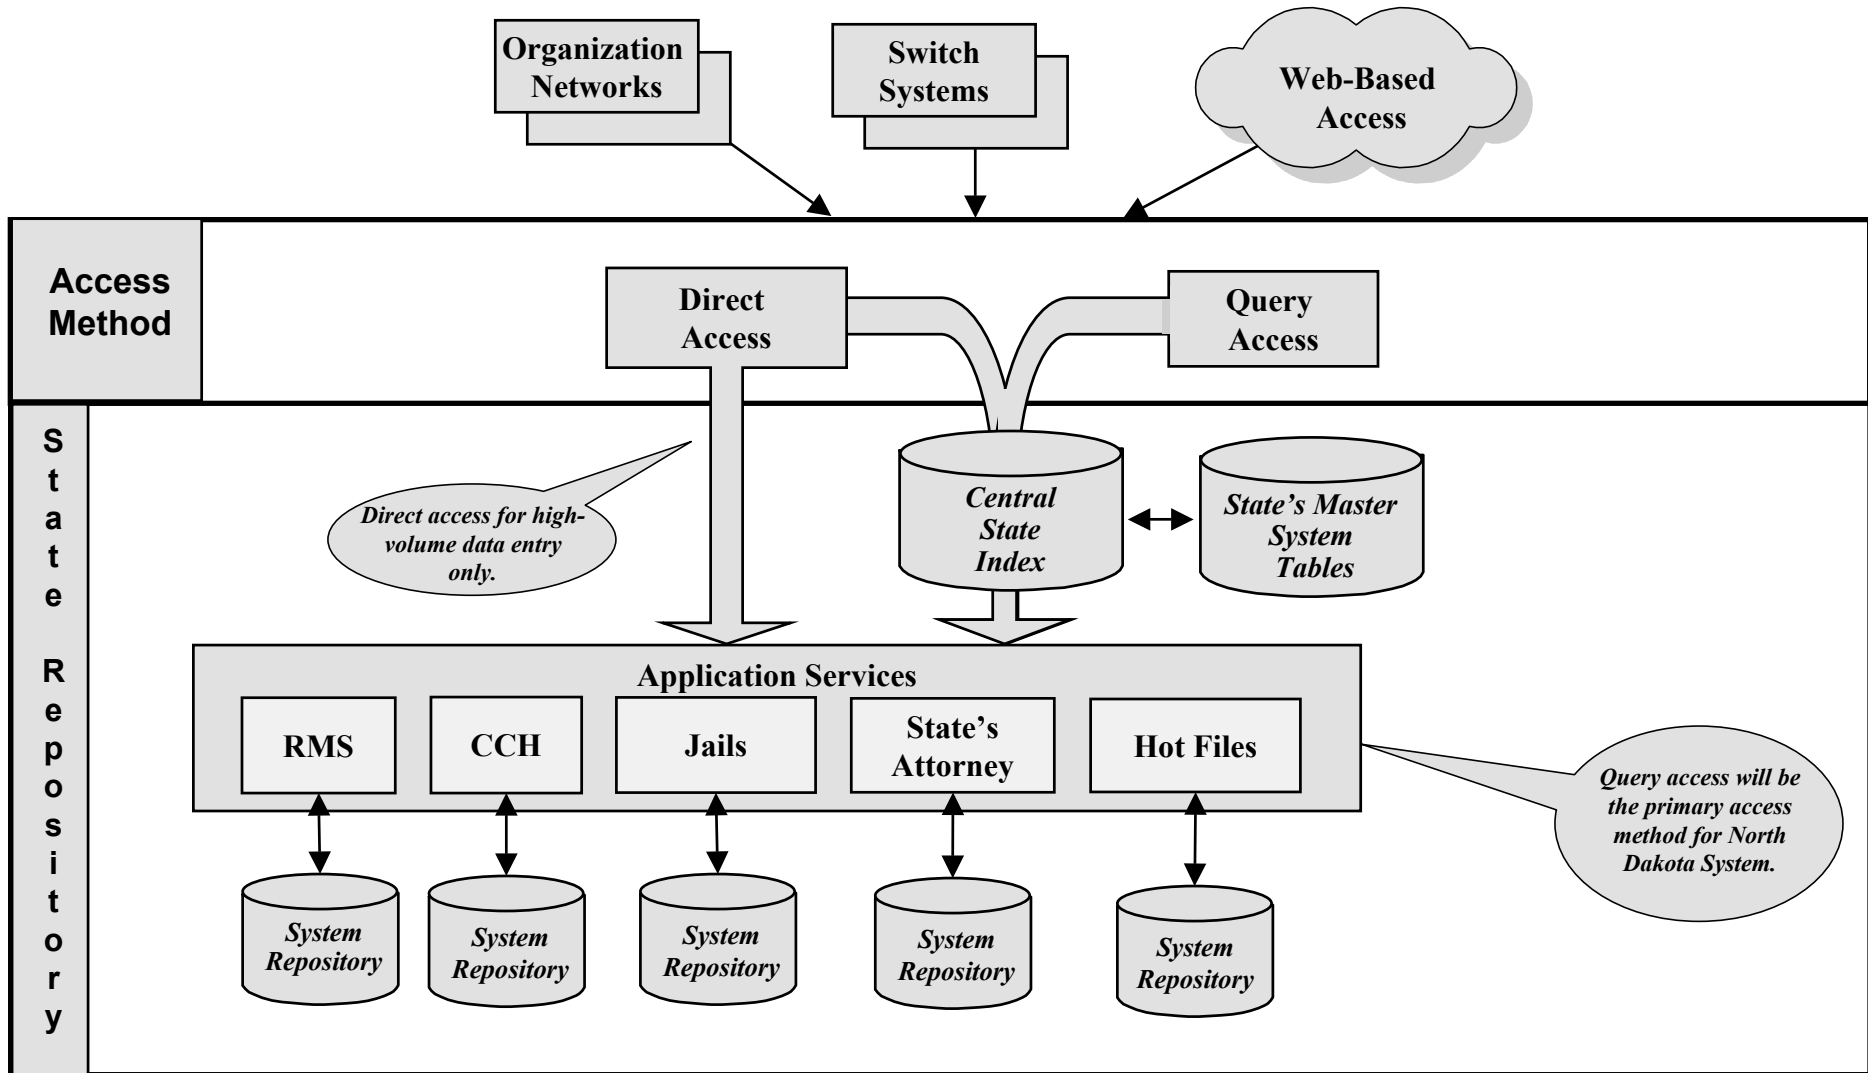 Organization
Networks
Switch
Systems
Web-Based
Access
Access
Method
Direct
Access
Query
Access
State Repository
Direct access for high-
volume data entry
only.
Central
State
Index
State’s Master
System
Tables
Application Services
RMS
CCH
Jails
State’s
Attorney
Hot Files
Query access will be
the primary access
method for North
Dakota System.
System
Repository
System
Repository
System
Repository
System
Repository
System
Repository